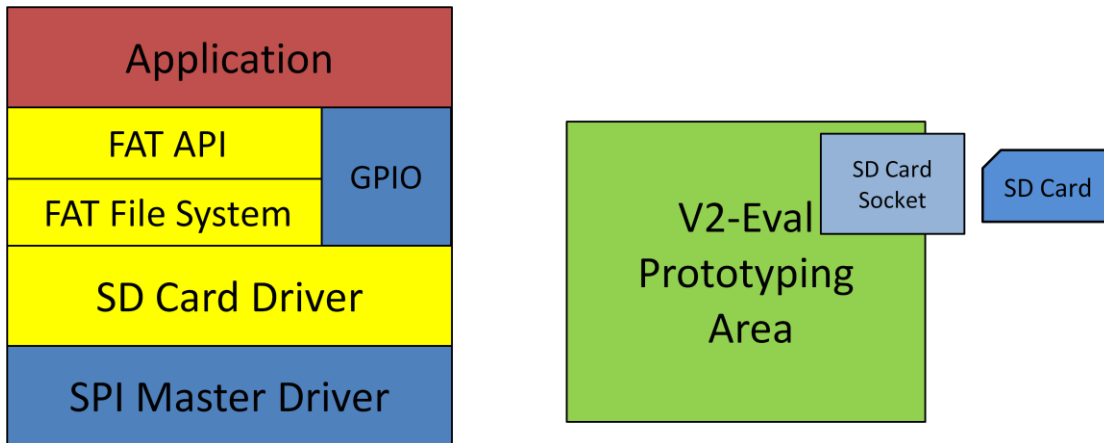 Application
FAT API
GPIO
FAT File System
SD Card Driver
SPI Master Driver
V2-Eval
Prototyping
Area
SD Card
Socket
SD Card